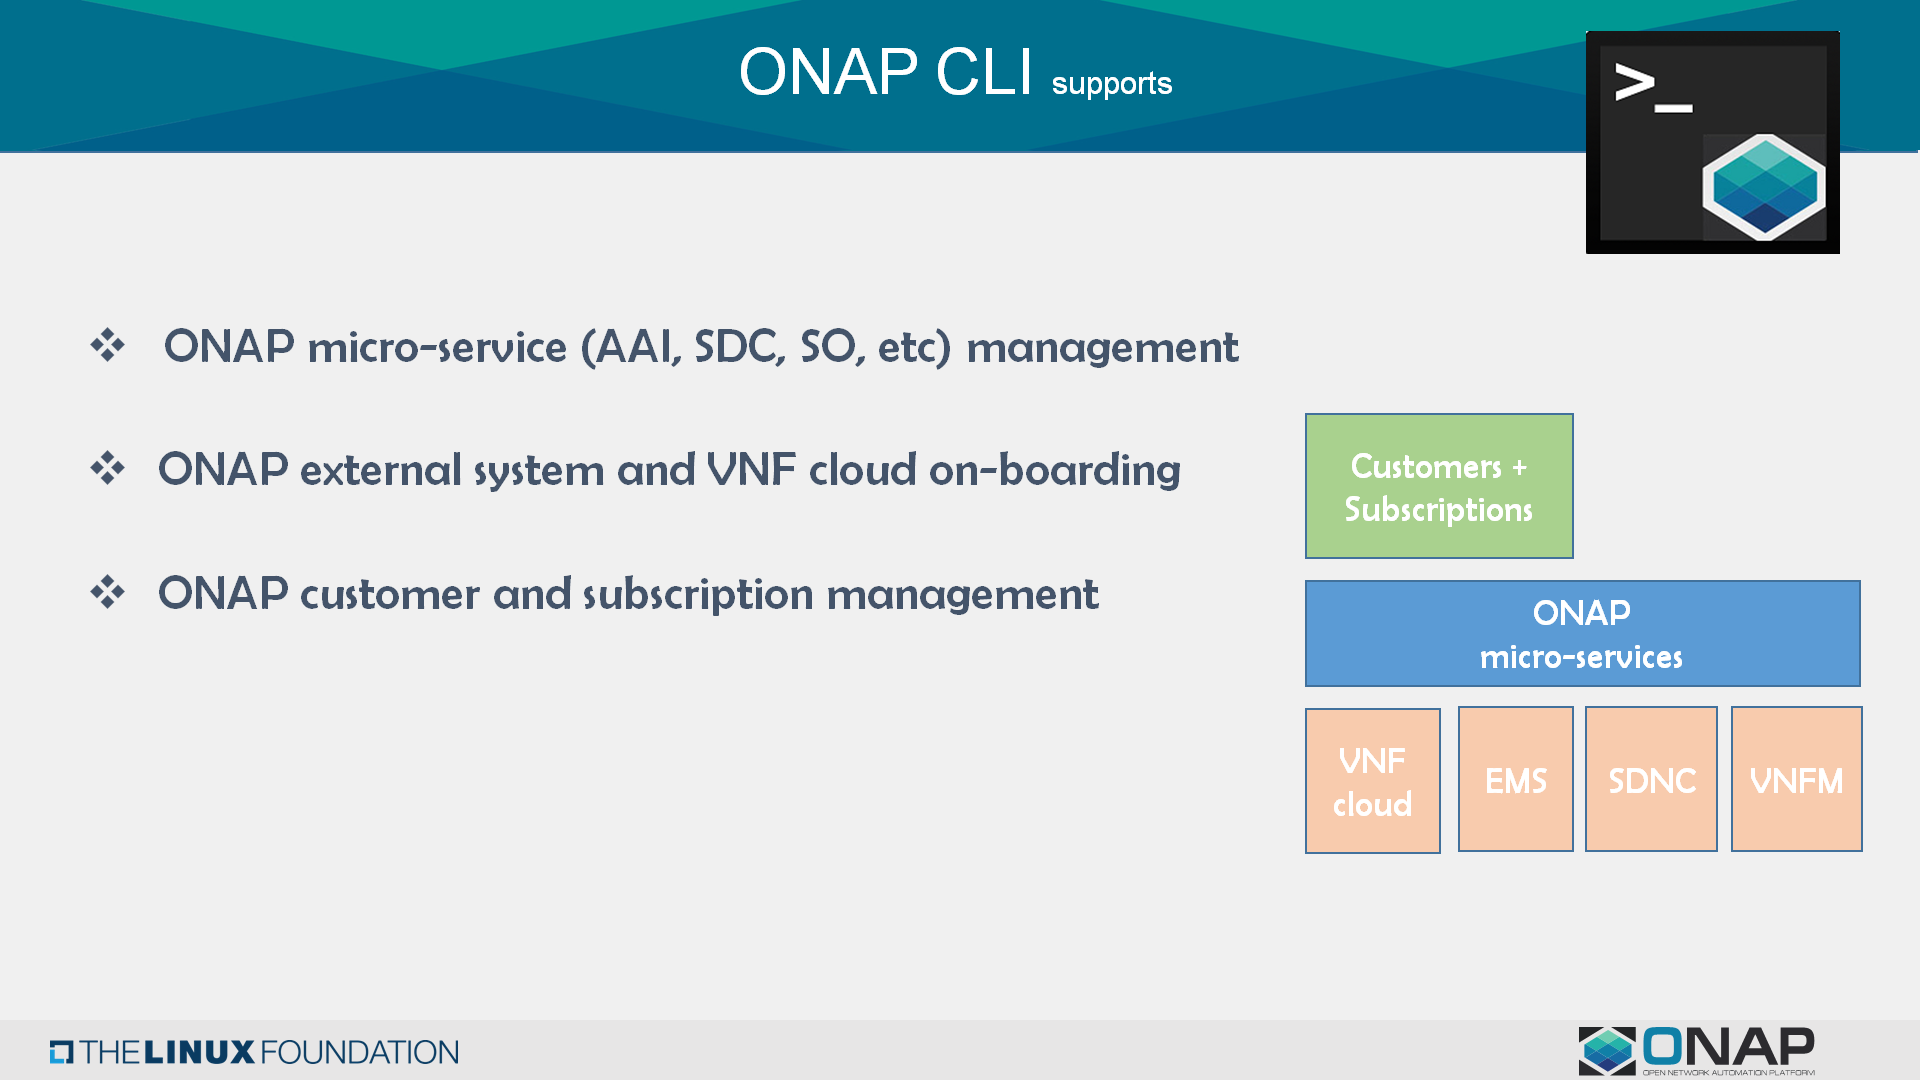 ONAP CLI supports
>_
❖ ONAP micro-service (AAI, SDC, SO, etc) management
❖ ONAP external system and VNF cloud on-boarding
❖ ONAP customer and subscription management
Customers +
Subscriptions
ONAP
micro-services
VNF
cloud
EMS
SDNC
VNFM
THE LINUX FOUNDATION
ONAP
OPEN NETWORK AUTOMATION PLATFORM